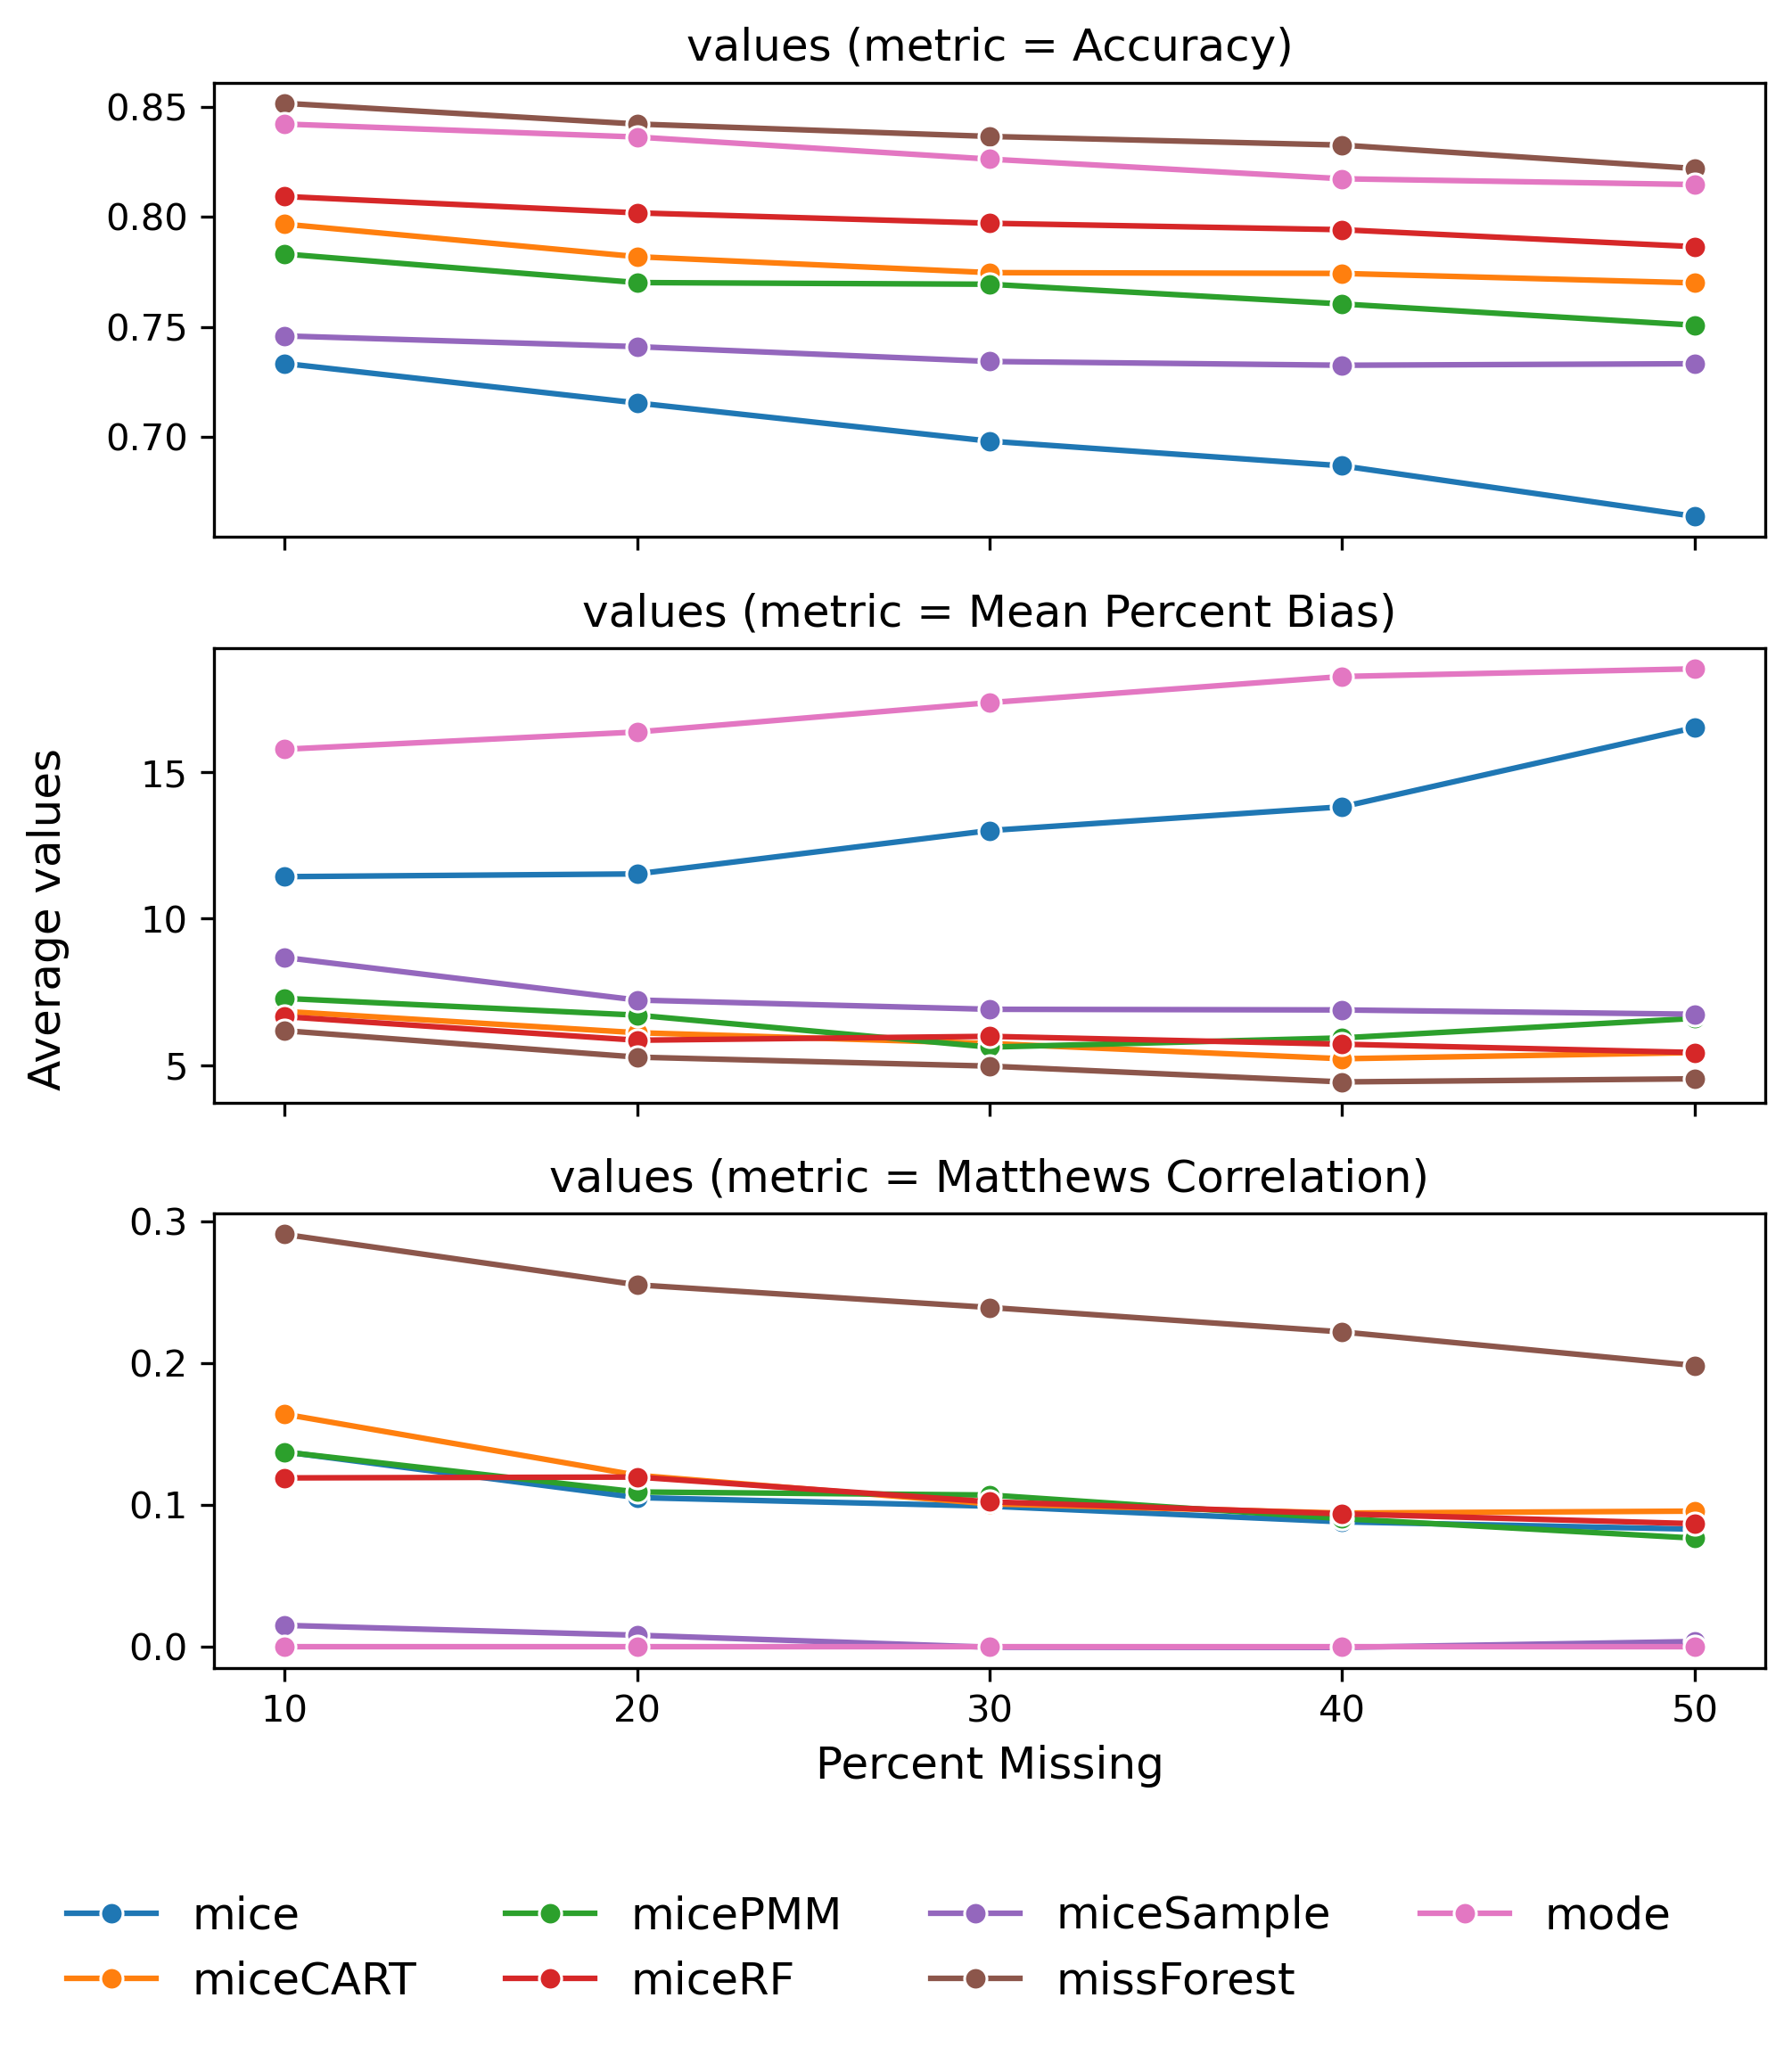 values (metric = Accuracy)
0.85
0.80
0.75
0.70
values (metric = Mean Percent Bias)
Average values
15
10
5
values (metric = Matthews Correlation)
0.3
0.2
0.1
0.0
10 20 30 40 50
Percent Missing
mice micePMM miceSample mode
miceCART miceRF missForest